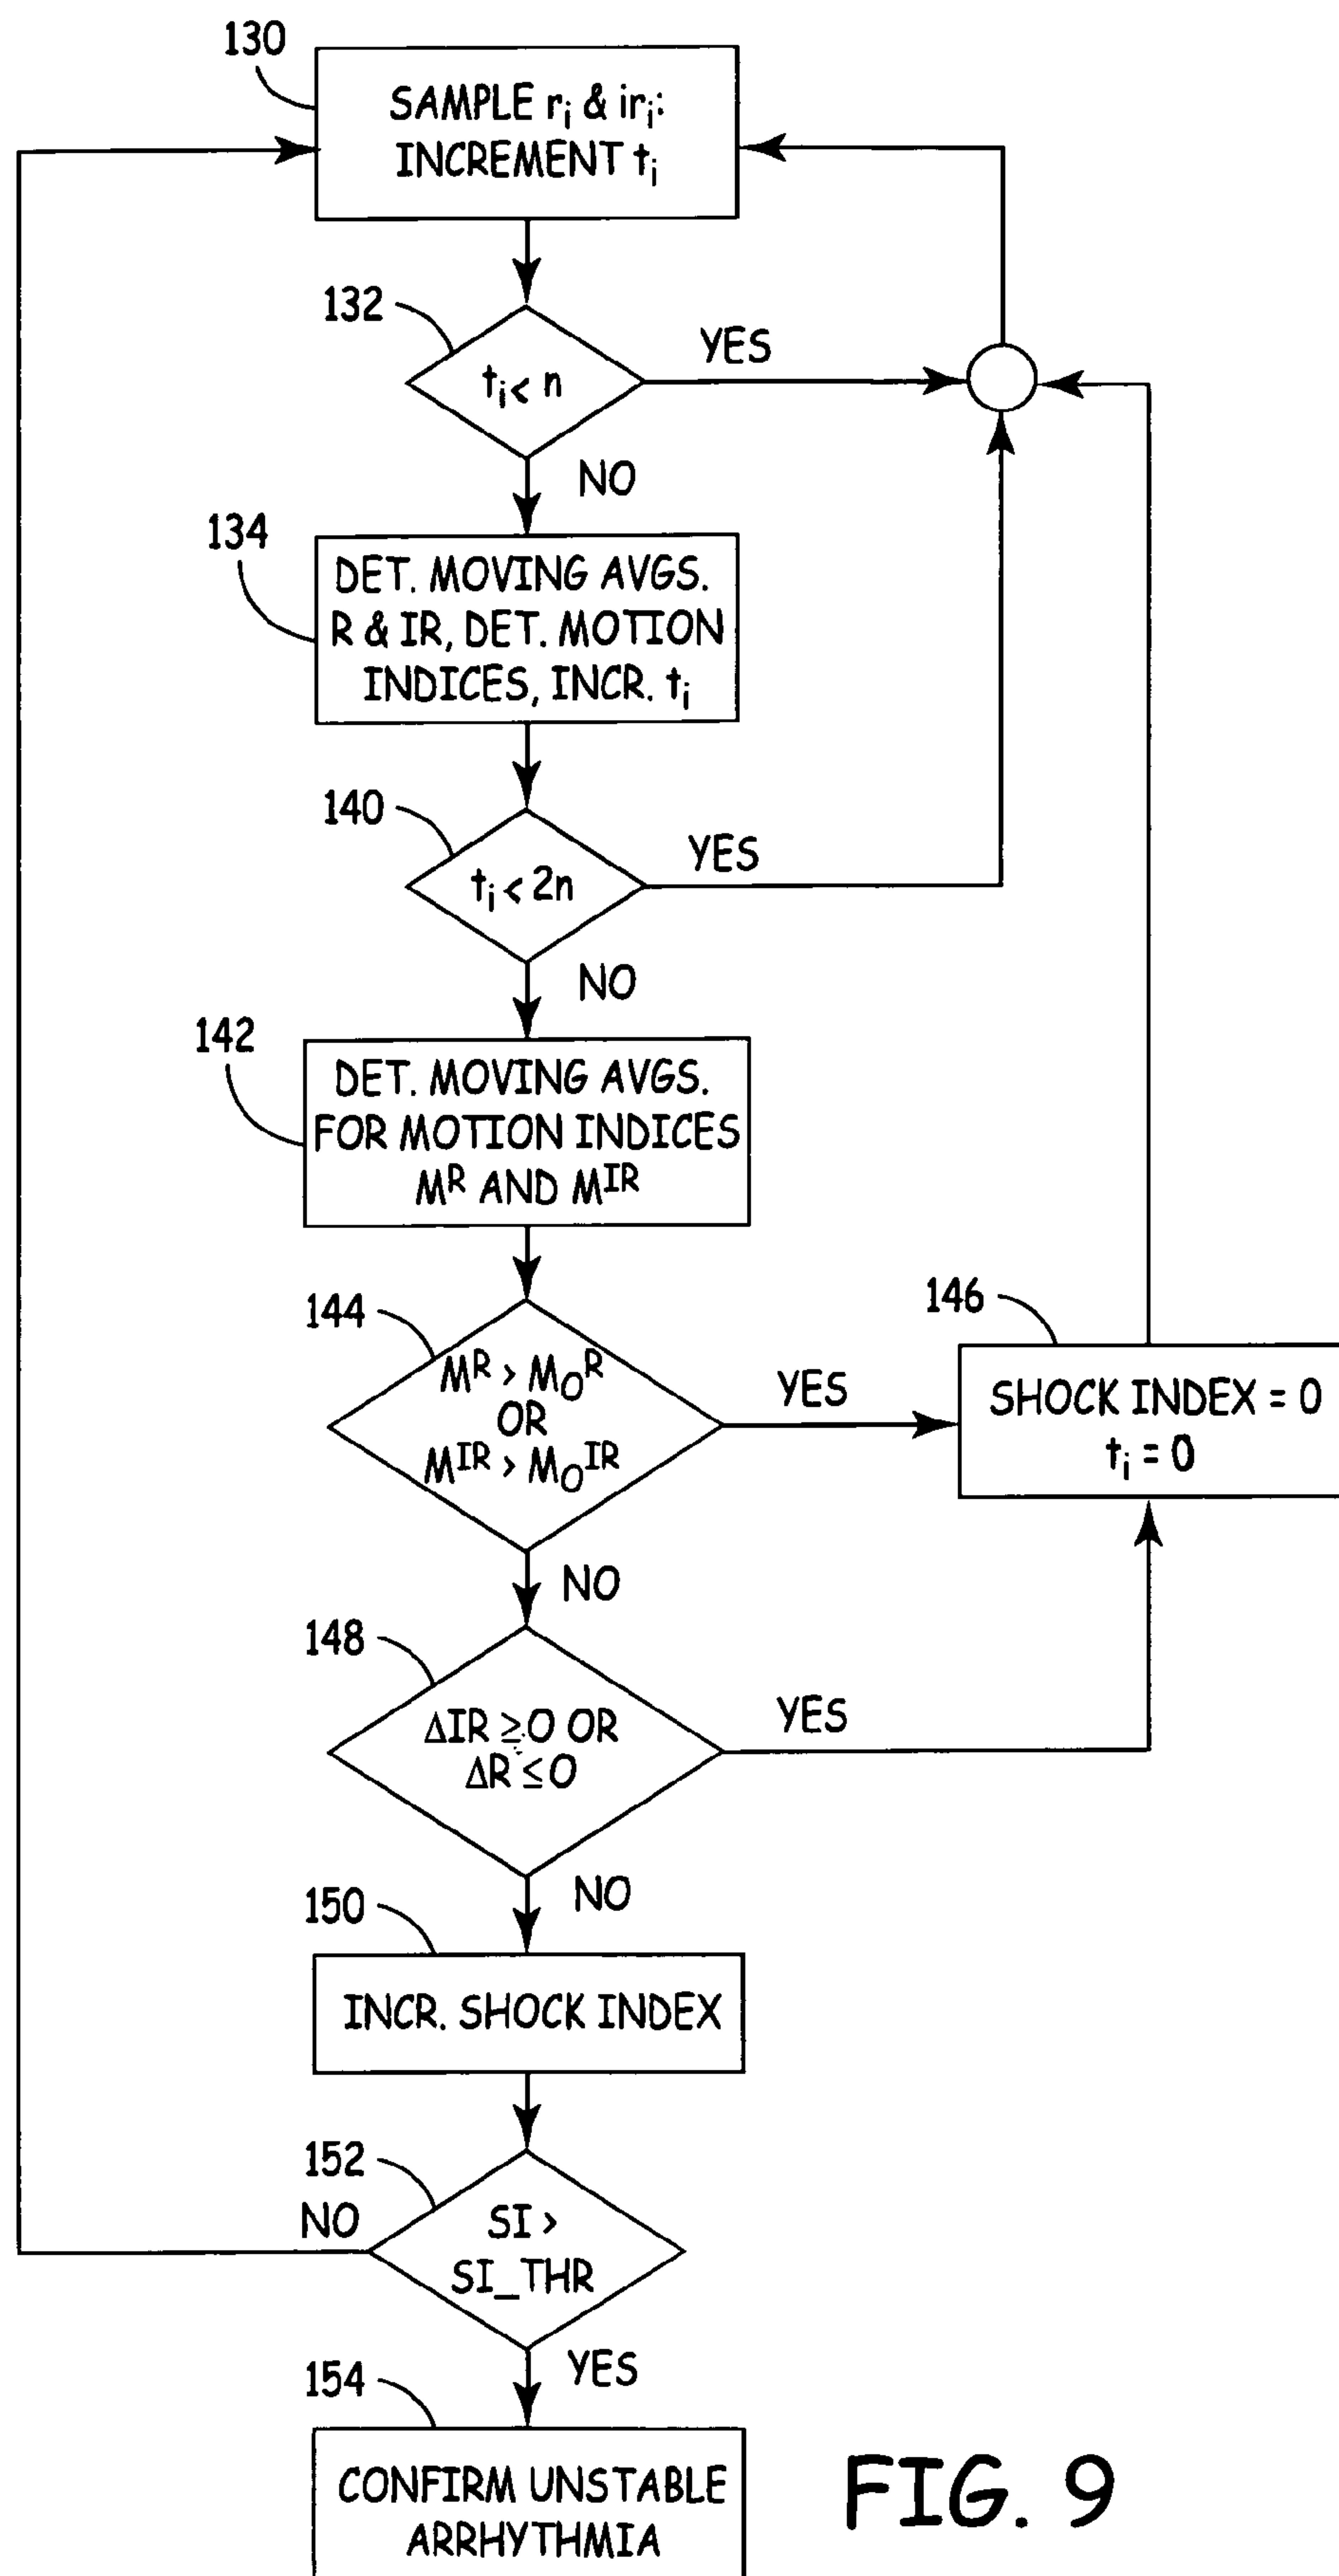 130
SAMPLE rᵢ & irᵢ:
INCREMENT tᵢ
132
tᵢ < n
YES
NO
134
DET. MOVING AVGS.
R & IR, DET. MOTION
INDICES, INCR. tᵢ
140
tᵢ < 2n
YES
NO
142
DET. MOVING AVGS.
FOR MOTION INDICES
Mᴿ AND Mᴵᴿ
144
Mᴿ > M₀ᴿ
OR
Mᴵᴿ > M₀ᴵᴿ
YES
146
SHOCK INDEX = 0
tᵢ = 0
NO
148
ΔIR ≥ 0 OR
ΔR ≤ 0
YES
NO
150
INCR. SHOCK INDEX
152
NO
SI >
SI_THR
YES
154
CONFIRM UNSTABLE
ARRHYTHMIA
FIG. 9